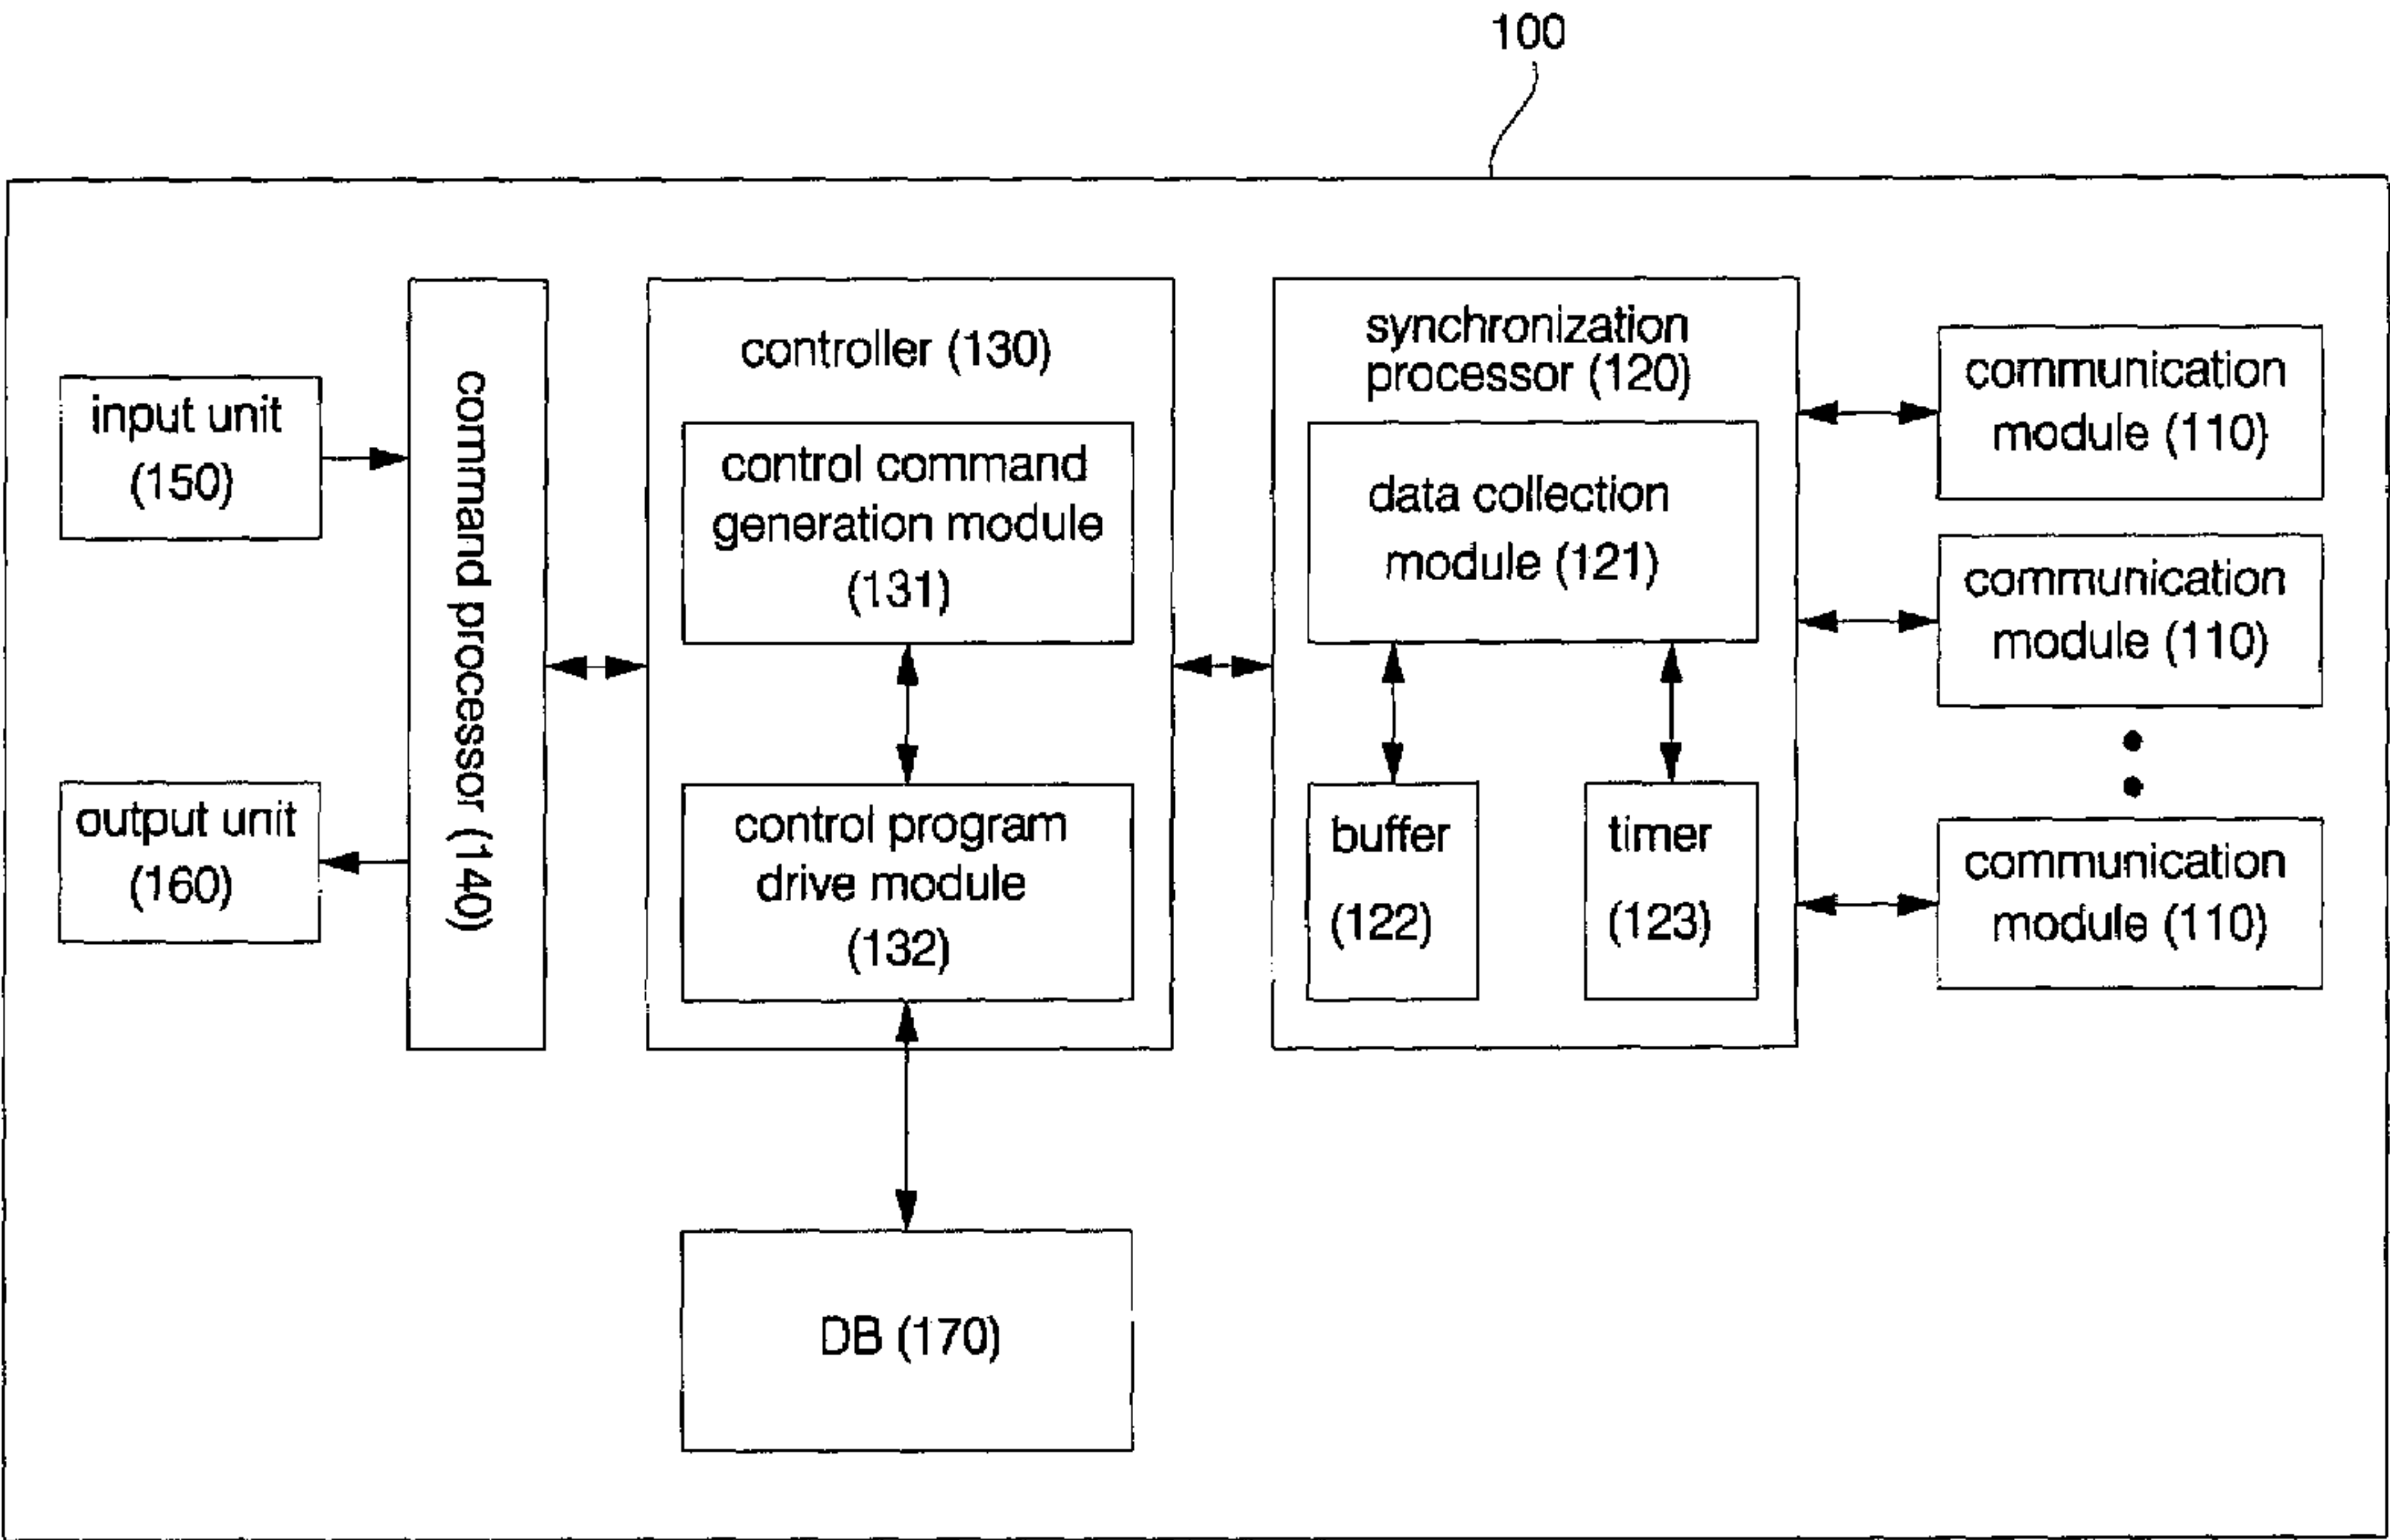 100
input unit
(150)
output unit
(160)
command processor (140)
controller (130)
control command
generation module
(131)
control program
drive module
(132)
DB (170)
synchronization
processor (120)
data collection
module (121)
buffer
(122)
timer
(123)
communication
module (110)
communication
module (110)
communication
module (110)